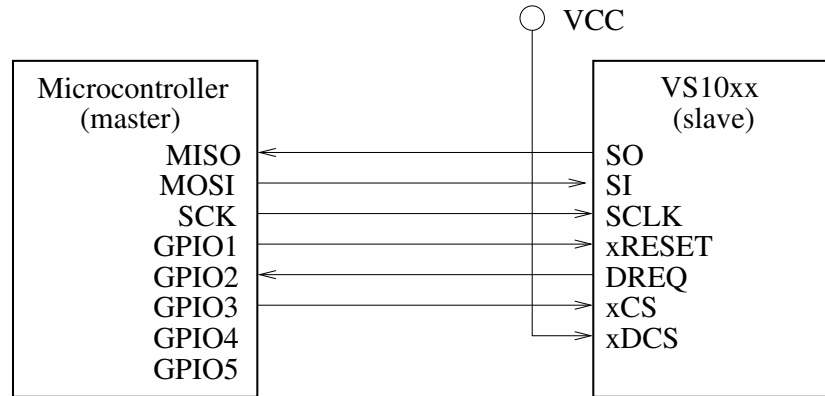 VCC
Microcontroller
(master)
MISO
MOSI
SCK
GPIO1
GPIO2
GPIO3
GPIO4
GPIO5
VS10xx
(slave)
SO
SI
SCLK
xRESET
DREQ
xCS
xDCS